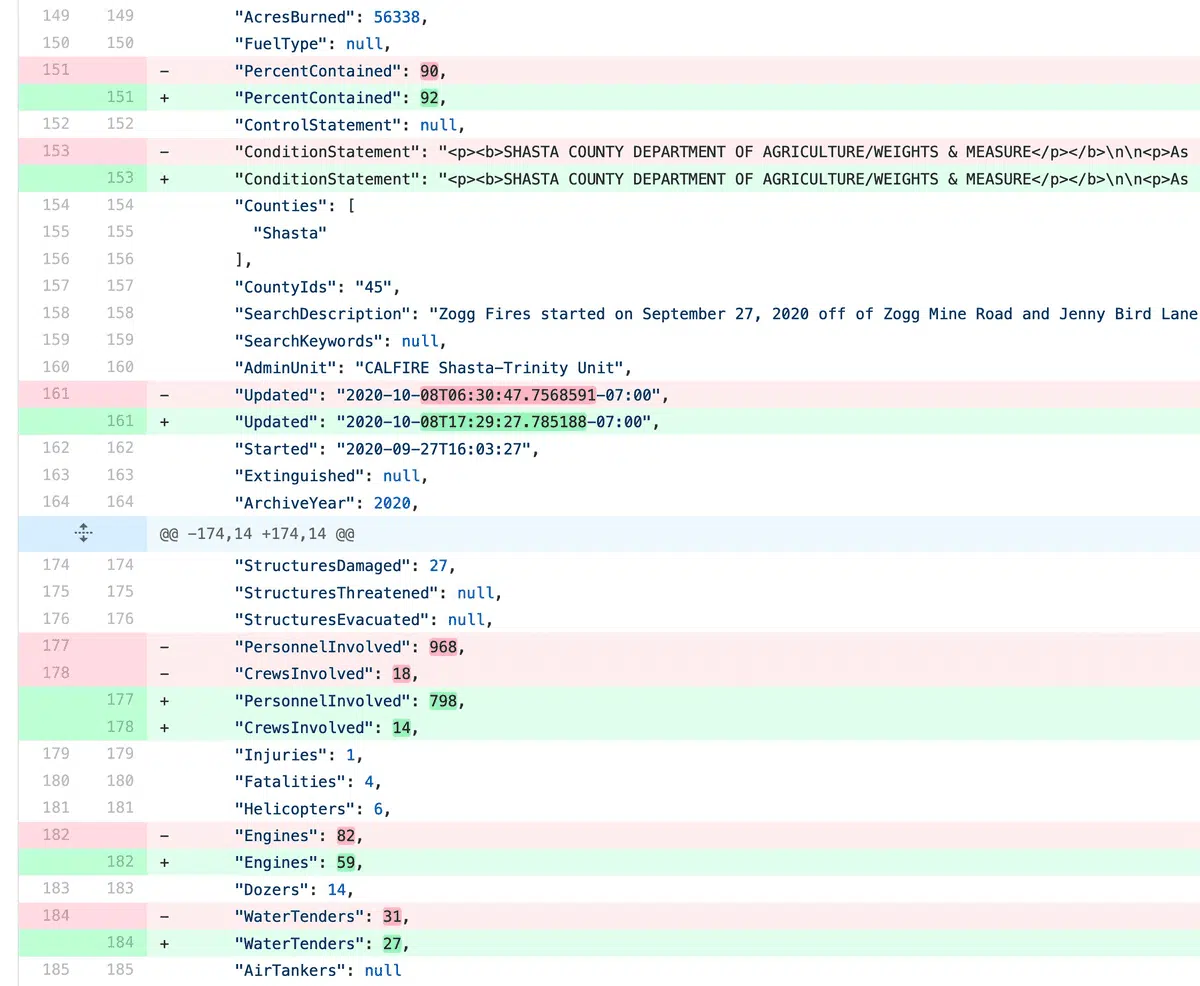 149 149 "AcresBurned": 56338,
150 150 "FuelType": null,
151 - "PercentContained": 90,
151 + "PercentContained": 92,
152 152 "ControlStatement": null,
153 - "ConditionStatement": "<p><b>SHASTA COUNTY DEPARTMENT OF AGRICULTURE/WEIGHTS & MEASURE</p></b>\n\n<p>As
153 + "ConditionStatement": "<p><b>SHASTA COUNTY DEPARTMENT OF AGRICULTURE/WEIGHTS & MEASURE</p></b>\n\n<p>As
154 154 "Counties": [
155 155 "Shasta"
156 156 ],
157 157 "CountyIds": "45",
158 158 "SearchDescription": "Zogg Fires started on September 27, 2020 off of Zogg Mine Road and Jenny Bird Lane
159 159 "SearchKeywords": null,
160 160 "AdminUnit": "CALFIRE Shasta-Trinity Unit",
161 - "Updated": "2020-10-08T06:30:47.7568591-07:00",
161 + "Updated": "2020-10-08T17:29:27.785188-07:00",
162 162 "Started": "2020-09-27T16:03:27",
163 163 "Extinguished": null,
164 164 "ArchiveYear": 2020,
@@ -174,14 +174,14 @@
174 174 "StructuresDamaged": 27,
175 175 "StructuresThreatened": null,
176 176 "StructuresEvacuated": null,
177 - "PersonnelInvolved": 968,
178 - "CrewsInvolved": 18,
177 + "PersonnelInvolved": 798,
178 + "CrewsInvolved": 14,
179 179 "Injuries": 1,
180 180 "Fatalities": 4,
181 181 "Helicopters": 6,
182 - "Engines": 82,
182 + "Engines": 59,
183 183 "Dozers": 14,
184 - "WaterTenders": 31,
184 + "WaterTenders": 27,
185 185 "AirTankers": null